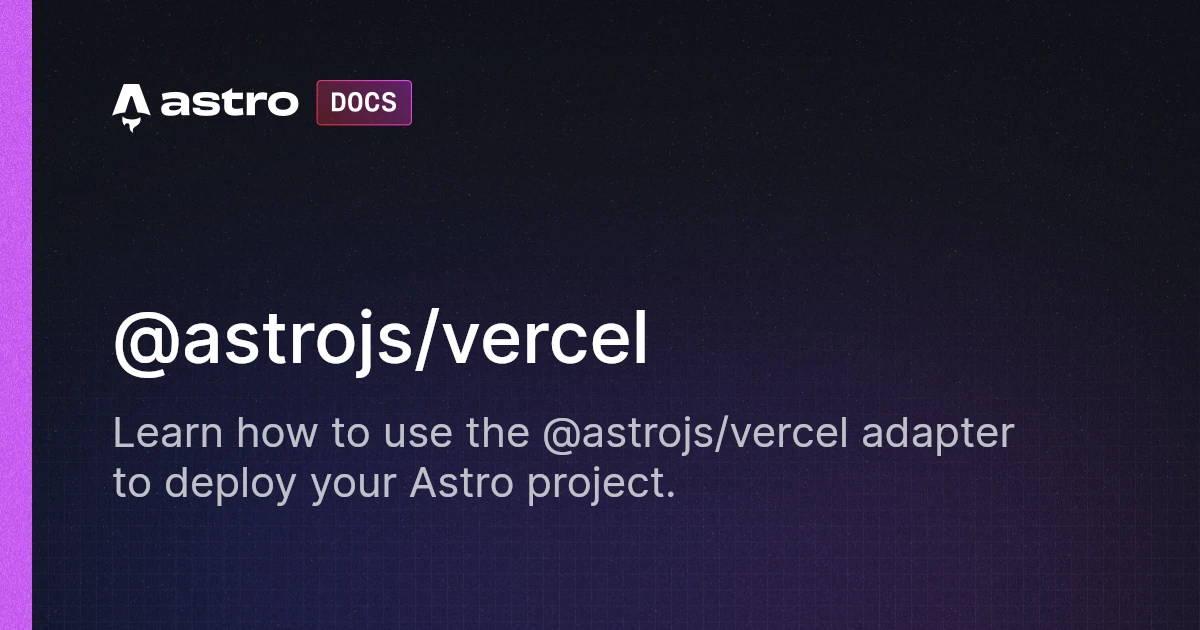 astro DOCS
@astrojs/vercel
Learn how to use the @astrojs/vercel adapter
to deploy your Astro project.